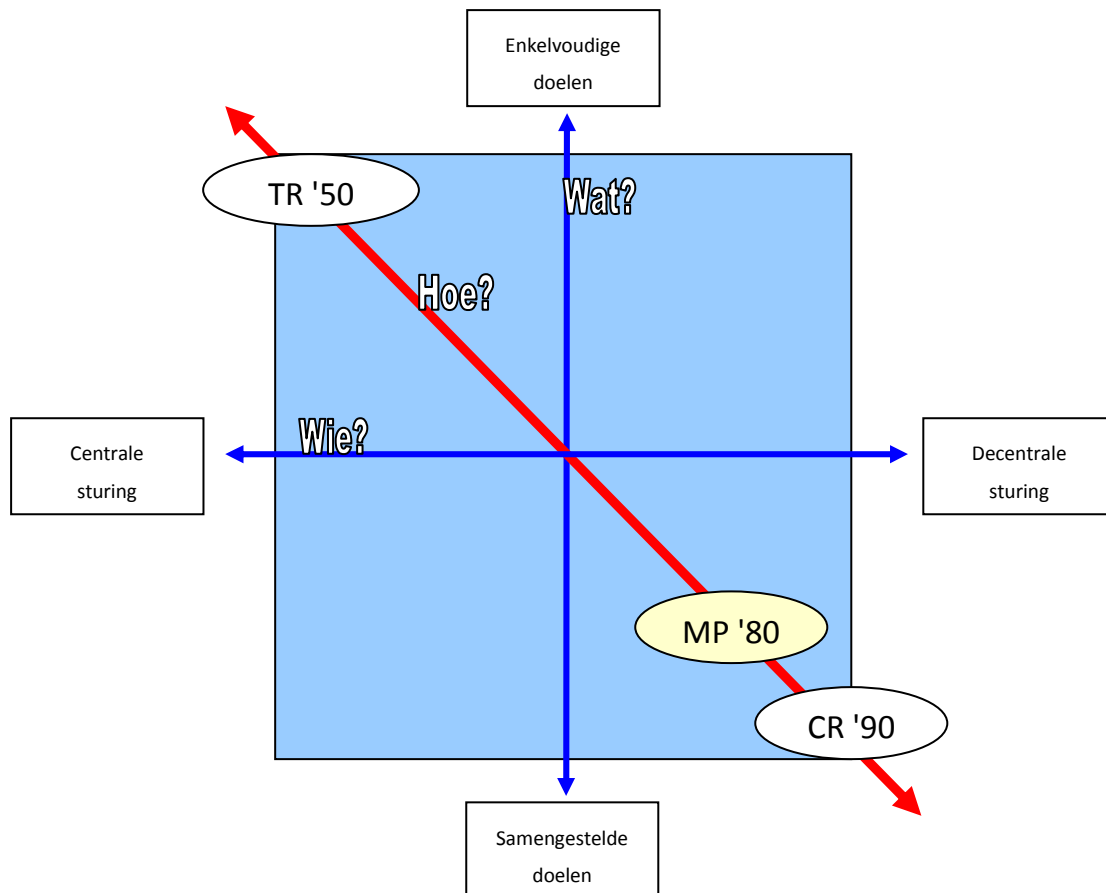 Enkelvoudige
doelen
TR '50
Wat?
Hoe?
Wie?
Centrale
sturing
Decentrale
sturing
MP '80
CR '90
Samengestelde
doelen